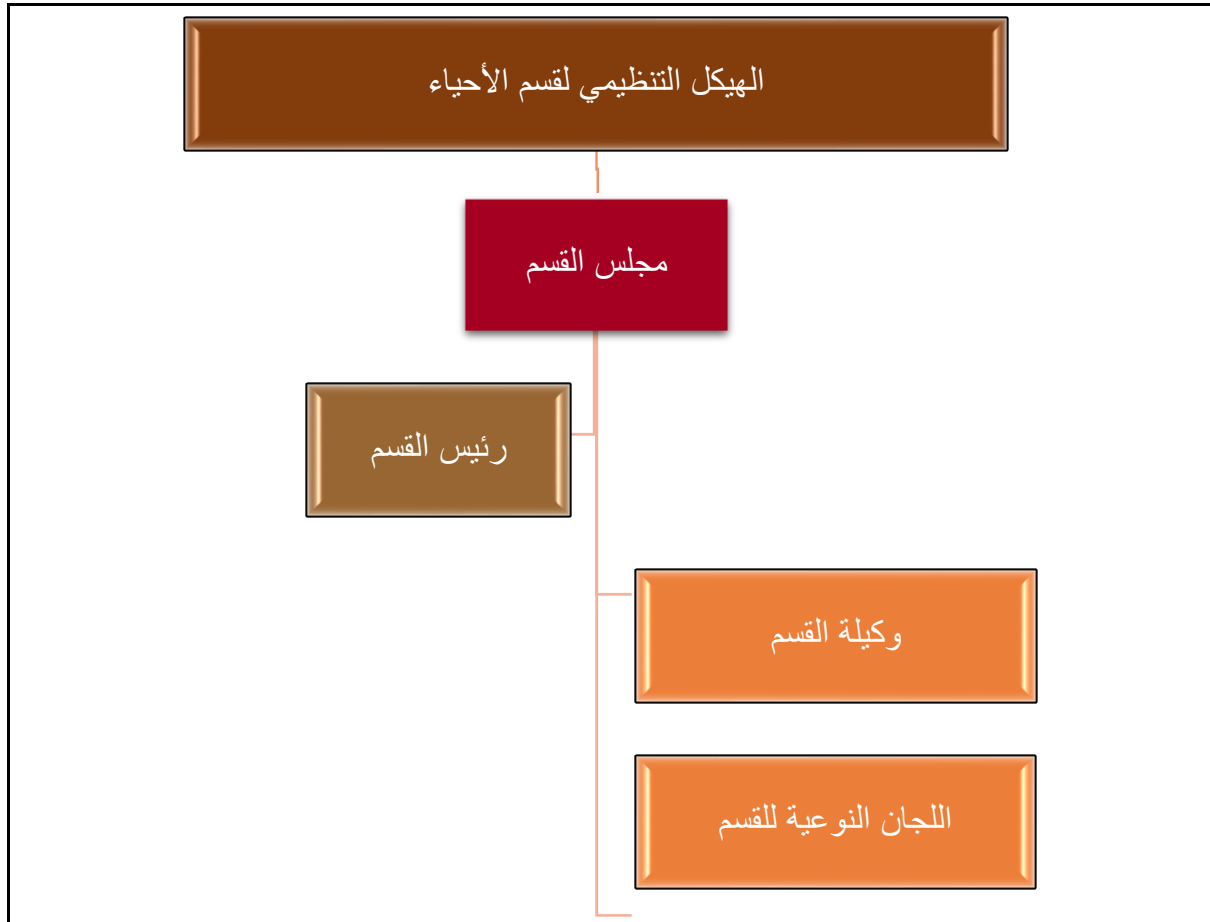 الهيكل التنظيمي لقسم الأحياء
مجلس القسم
رئيس القسم
وكيلة القسم
اللجان النوعية للقسم